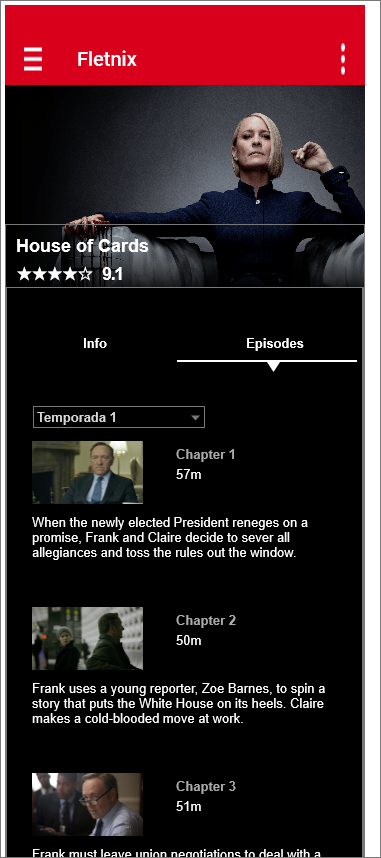 Fletnix
House of Cards
★★★★☆ 9.1
Info
Episodes
Temporada 1
Chapter 1
57m
When the newly elected President reneges on a
promise, Frank and Claire decide to sever all
allegiances and toss the rules out the window.
Chapter 2
50m
Frank uses a young reporter, Zoe Barnes, to spin a
story that puts the White House on its heels. Claire
makes a cold-blooded move at work.
Chapter 3
51m
Frank must leave union negotiations to deal with a